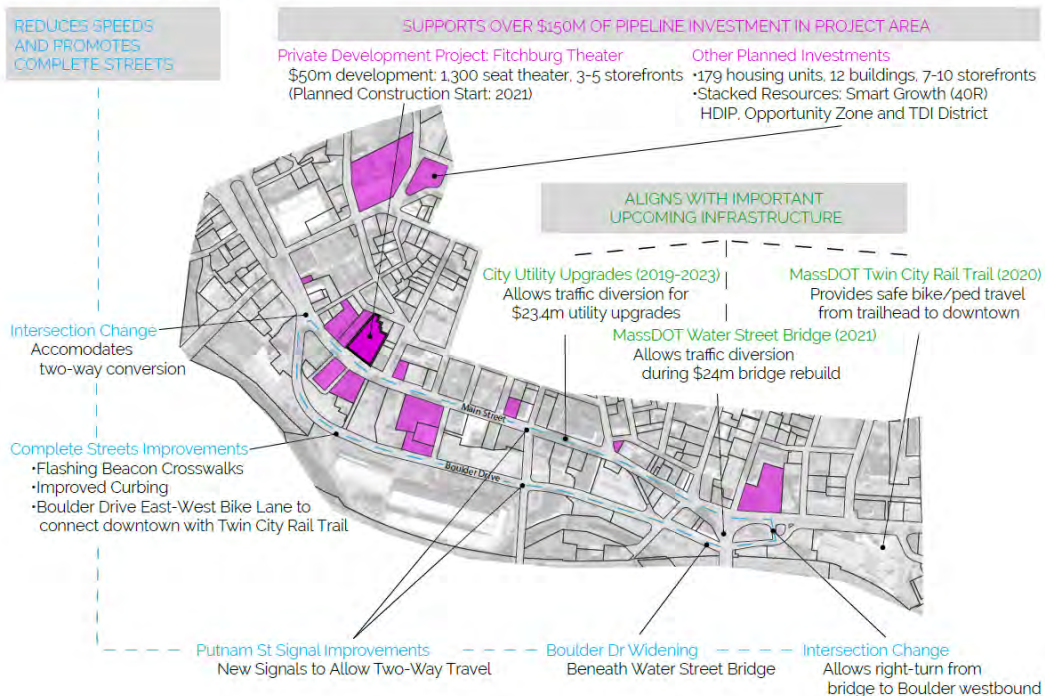 REDUCES SPEEDS
AND PROMOTES
COMPLETE STREETS
SUPPORTS OVER $150M OF PIPELINE INVESTMENT IN PROJECT AREA
Private Development Project: Fitchburg Theater
$50m development: 1,300 seat theater, 3-5 storefronts
(Planned Construction Start: 2021)
Other Planned Investments
•179 housing units, 12 buildings, 7-10 storefronts
•Stacked Resources: Smart Growth (40R)
HDIP, Opportunity Zone and TDI District
ALIGNS WITH IMPORTANT
UPCOMING INFRASTRUCTURE
City Utility Upgrades (2019-2023)
Allows traffic diversion for
$23.4m utility upgrades
MassDOT Twin City Rail Trail (2020)
Provides safe bike/ped travel
from trailhead to downtown
MassDOT Water Street Bridge (2021)
Allows traffic diversion
during $24m bridge rebuild
Intersection Change
Accomodates
two-way conversion
Main Street
Boulder Drive
Complete Streets Improvements
•Flashing Beacon Crosswalks
•Improved Curbing
•Boulder Drive East-West Bike Lane to
connect downtown with Twin City Rail Trail
Putnam St Signal Improvements
New Signals to Allow Two-Way Travel
Boulder Dr Widening
Beneath Water Street Bridge
Intersection Change
Allows right-turn from
bridge to Boulder westbound